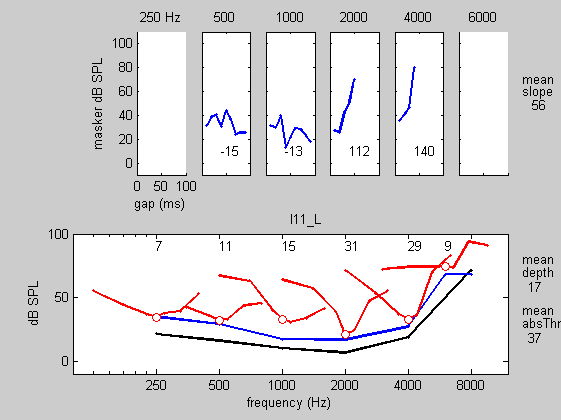 250 Hz 500 1000 2000 4000 6000
100
80
60
40
20
0
masker dB SPL
-15 -13 112 140
mean
slope
56
0 50 100
gap (ms)
I11_L
100
50
0
dB SPL
7 11 15 31 29 9
mean
depth
17
mean
absThr
37
250 500 1000 2000 4000 8000
frequency (Hz)